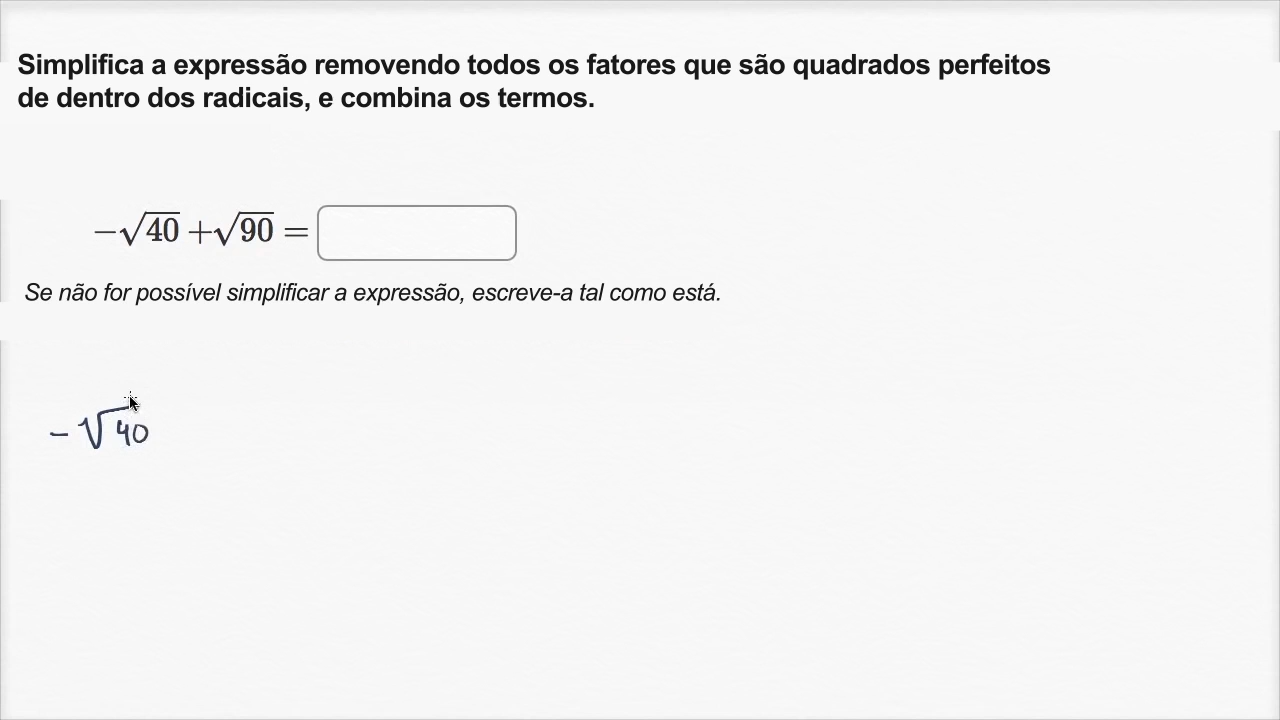 Simplifica a expressão removendo todos os fatores que são quadrados perfeitos
de dentro dos radicais, e combina os termos.
−√40 +√90 =
Se não for possível simplificar a expressão, escreve-a tal como está.
- √40